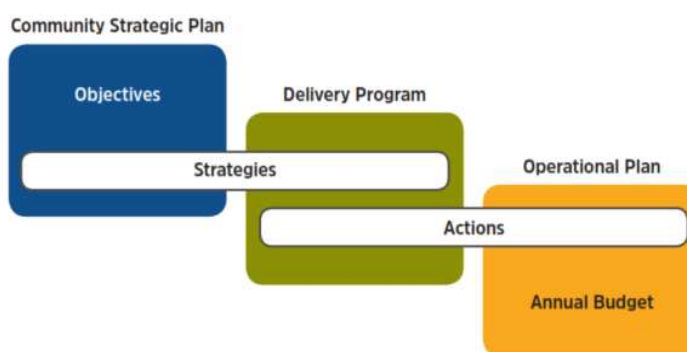 Community Strategic Plan
Objectives
Delivery Program
Strategies
Operational Plan
Actions
Annual Budget